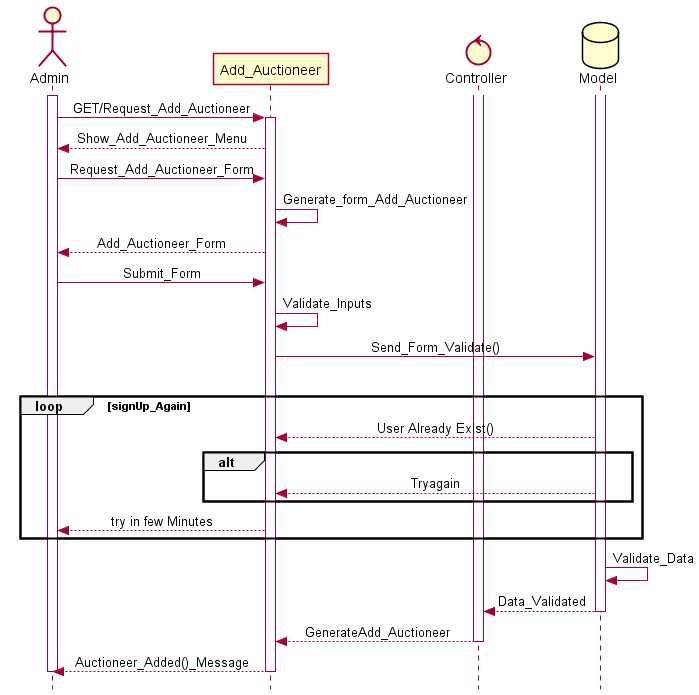 Admin
Add_Auctioneer
Controller
Model
GET/Request_Add_Auctioneer
Show_Add_Auctioneer_Menu
Request_Add_Auctioneer_Form
Generate_form_Add_Auctioneer
Add_Auctioneer_Form
Submit_Form
Validate_Inputs
Send_Form_Validate()
loop [signUp_Again]
User Already Exist()
alt
Tryagain
try in few Minutes
Validate_Data
Data_Validated
GenerateAdd_Auctioneer
Auctioneer_Added()_Message